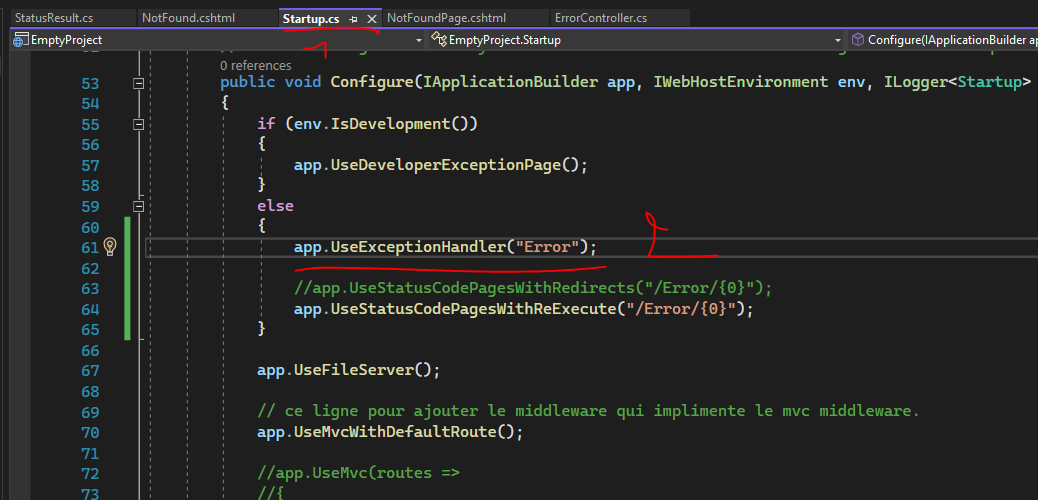 StatusResult.cs NotFound.cshtml Startup.cs NotFoundPage.cshtml ErrorController.cs
EmptyProject EmptyProject.Startup Configure(IApplicationBuilder ap
0 references
53 public void Configure(IApplicationBuilder app, IWebHostEnvironment env, ILogger<Startup>
54 {
55 if (env.IsDevelopment())
56 {
57 app.UseDeveloperExceptionPage();
58 }
59 else
60 {
61 app.UseExceptionHandler("Error");
62
63 //app.UseStatusCodePagesWithRedirects("/Error/{0}");
64 app.UseStatusCodePagesWithReExecute("/Error/{0}");
65 }
66
67 app.UseFileServer();
68
69 // ce ligne pour ajouter le middleware qui implimente le mvc middleware.
70 app.UseMvcWithDefaultRoute();
71
72 //app.UseMvc(routes =>
73 //{